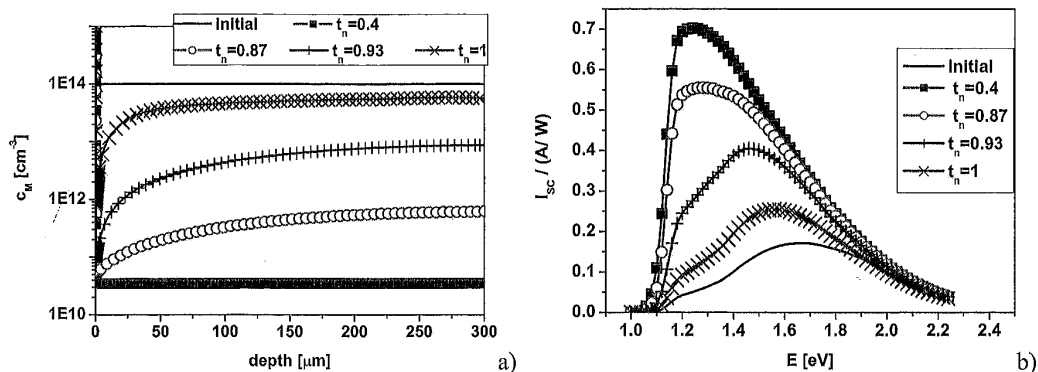 Initial
t_n=0.4
t_n=0.87
t_n=0.93
t_n=1
c_M [cm^-3]
1E14
1E12
1E10
0
50
100
150
200
250
300
depth [μm]
a)
I_sc / (A/ W)
0.7
0.6
0.5
0.4
0.3
0.2
0.1
0.0
Initial
t_n=0.4
t_n=0.87
t_n=0.93
t_n=1
1.0
1.2
1.4
1.6
1.8
2.0
2.2
2.4
E [eV]
b)